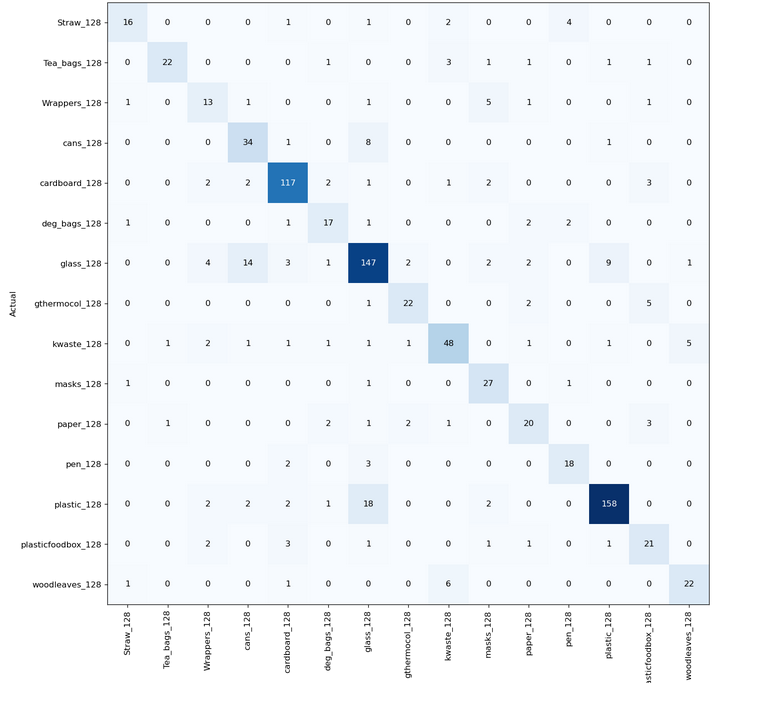 Straw_128 16 0 0 0 1 0 1 0 2 0 0 4 0 0 0
Tea_bags_128 0 22 0 0 0 1 0 0 3 1 1 0 1 1 0
Wrappers_128 1 0 13 1 0 0 1 0 0 5 1 0 0 1 0
cans_128 0 0 0 34 1 0 8 0 0 0 0 0 1 0 0
cardboard_128 0 0 2 2 117 2 1 0 1 2 0 0 0 3 0
deg_bags_128 1 0 0 0 1 17 1 0 0 0 2 2 0 0 0
glass_128 0 0 4 14 3 1 147 2 0 2 2 0 9 0 1
Actual
gthermocol_128 0 0 0 0 0 0 1 22 0 0 2 0 0 5 0
kwaste_128 0 1 2 1 1 1 1 1 48 0 1 0 1 0 5
masks_128 1 0 0 0 0 0 1 0 0 27 0 1 0 0 0
paper_128 0 1 0 0 0 2 1 2 1 0 20 0 0 3 0
pen_128 0 0 0 0 2 0 3 0 0 0 0 18 0 0 0
plastic_128 0 0 2 2 2 1 18 0 0 2 0 0 158 0 0
plasticfoodbox_128 0 0 2 0 3 0 1 0 0 1 1 0 1 21 0
woodleaves_128 1 0 0 0 1 0 0 0 6 0 0 0 0 0 22
Straw_128
Tea_bags_128
Wrappers_128
cans_128
cardboard_128
deg_bags_128
glass_128
gthermocol_128
kwaste_128
masks_128
paper_128
pen_128
plastic_128
asticfoodbox_128
woodleaves_128